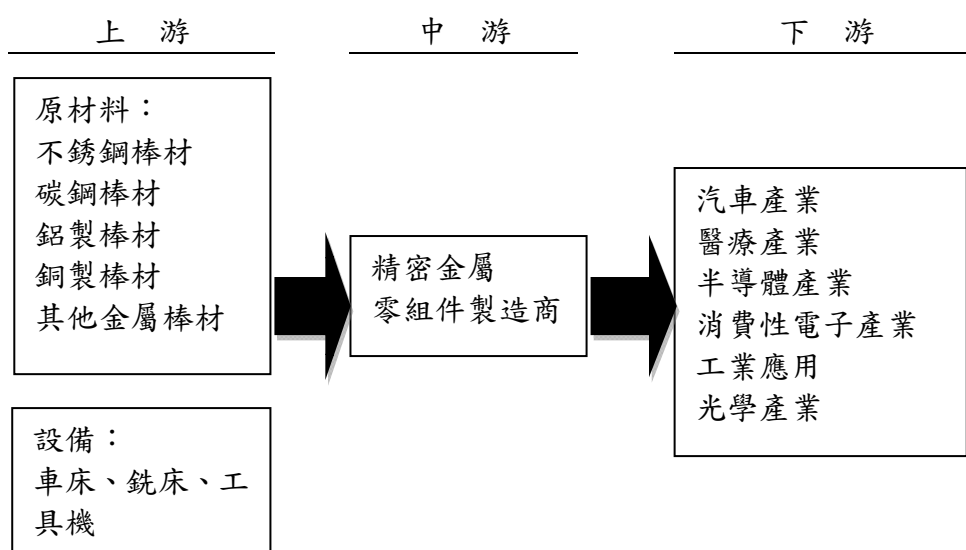 上 游
中 游
下 游
原材料：
不銹鋼棒材
碳鋼棒材
鋁製棒材
銅製棒材
其他金屬棒材
設備：
車床、銑床、工
具機
精密金屬
零組件製造商
汽車產業
醫療產業
半導體產業
消費性電子產業
工業應用
光學產業